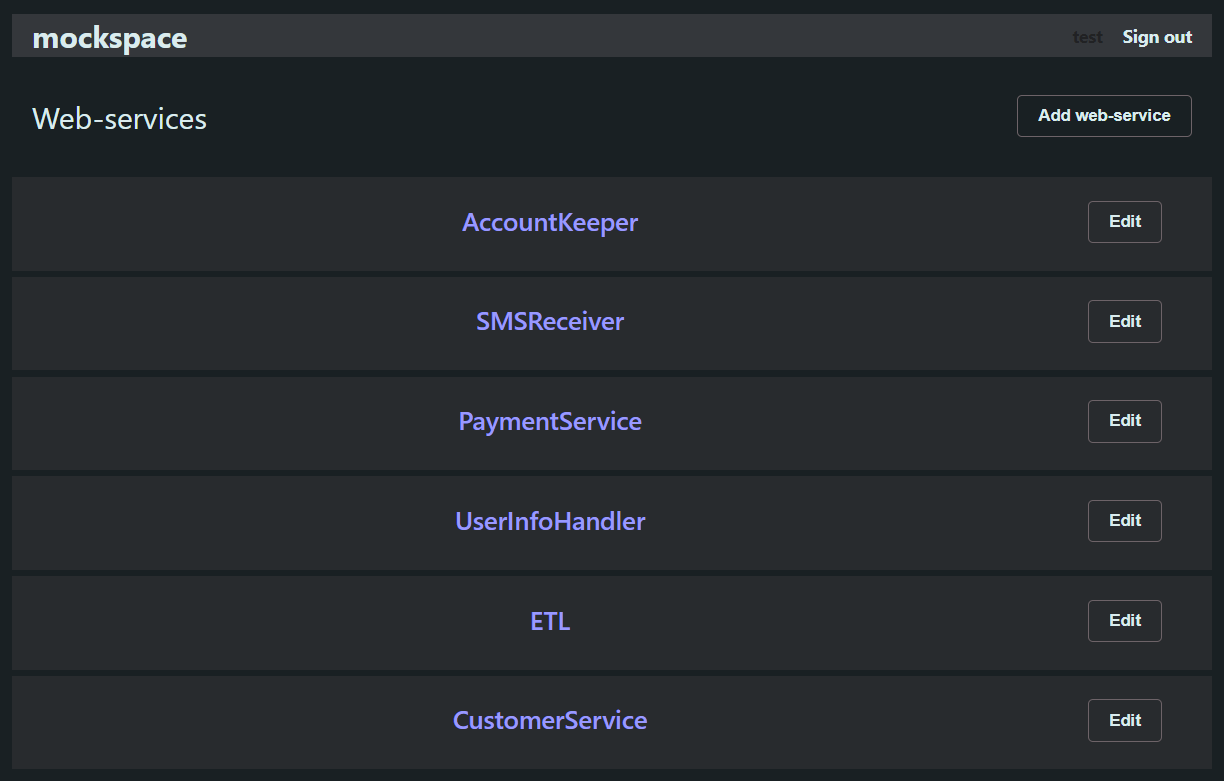 mockspace
test Sign out
Web-services
Add web-service
AccountKeeper
Edit
SMSReceiver
Edit
PaymentService
Edit
UserInfoHandler
Edit
ETL
Edit
CustomerService
Edit